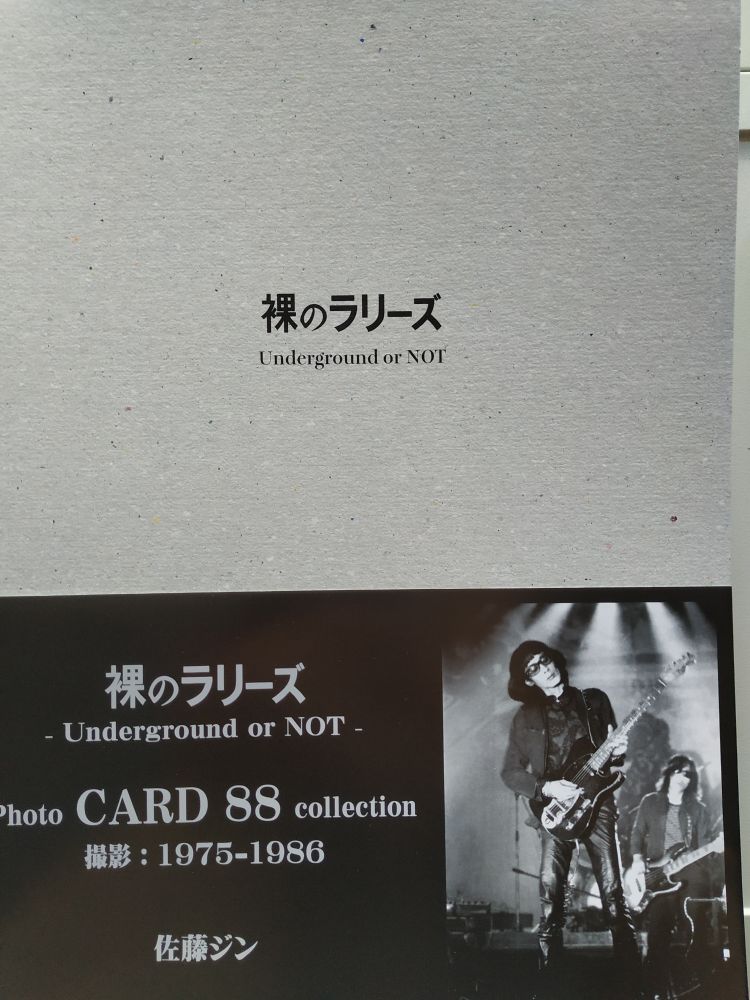 裸のラリーズ
Underground or NOT
裸のラリーズ
- Underground or NOT -
Photo CARD 88 collection
撮影：1975-1986
佐藤ジン